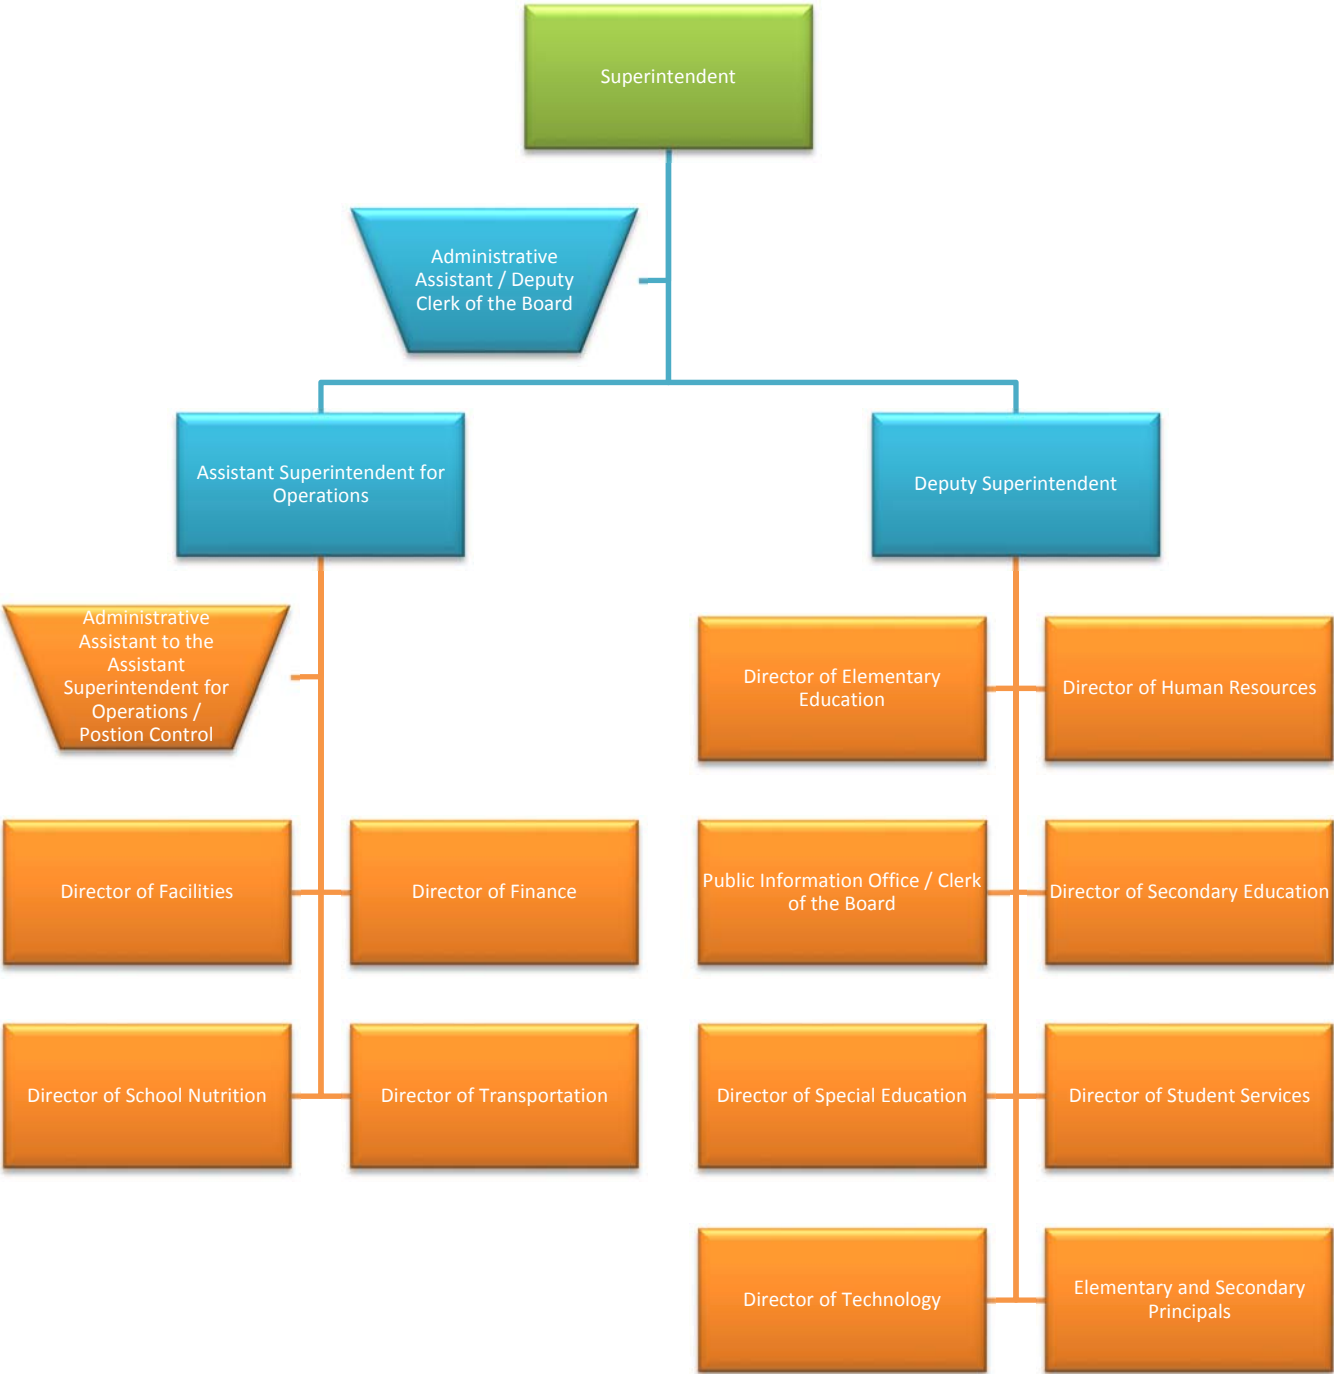 Superintendent
Administrative
Assistant / Deputy
Clerk of the Board
Assistant Superintendent for
Operations
Deputy Superintendent
Administrative
Assistant to the
Assistant
Superintendent for
Operations /
Postion Control
Director of Elementary
Education
Director of Human Resources
Director of Facilities
Director of Finance
Public Information Office / Clerk
of the Board
Director of Secondary Education
Director of School Nutrition
Director of Transportation
Director of Special Education
Director of Student Services
Director of Technology
Elementary and Secondary
Principals